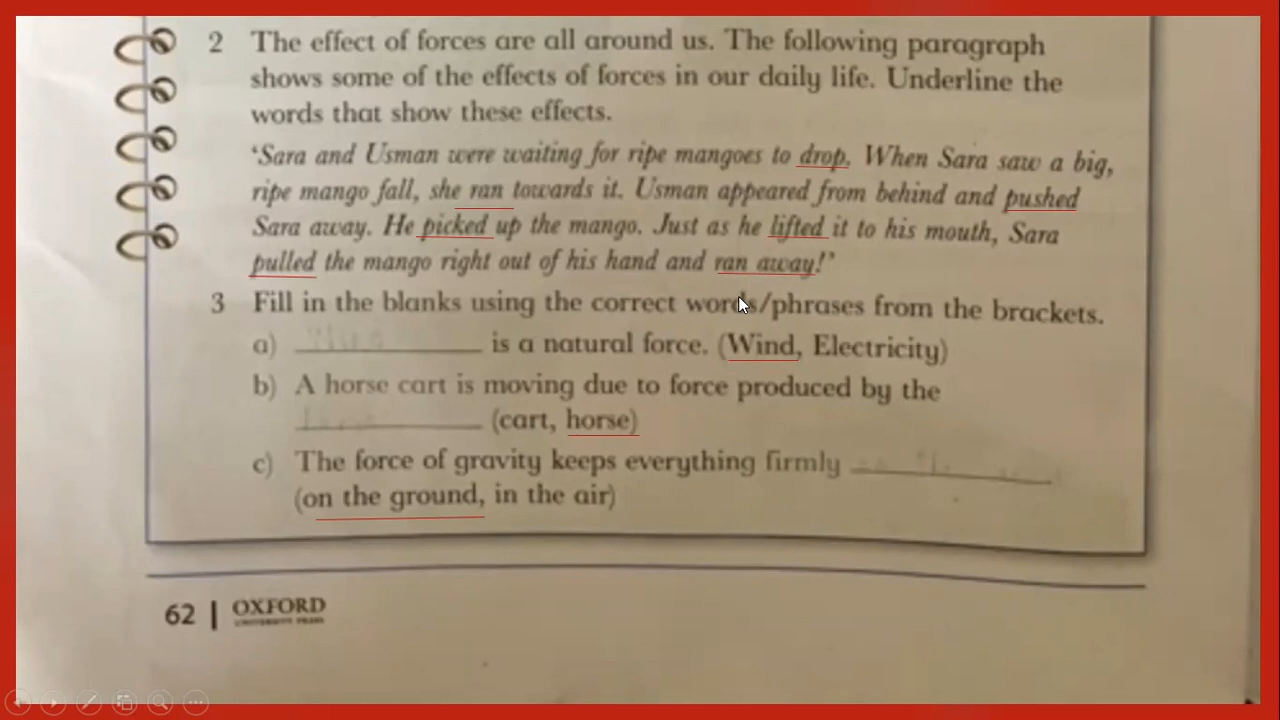 2 The effect of forces are all around us. The following paragraph
shows some of the effects of forces in our daily life. Underline the
words that show these effects.
‘Sara and Usman were waiting for ripe mangoes to drop. When Sara saw a big,
ripe mango fall, she ran towards it. Usman appeared from behind and pushed
Sara away. He picked up the mango. Just as he lifted it to his mouth, Sara
pulled the mango right out of his hand and ran away!’
3 Fill in the blanks using the correct words/phrases from the brackets.
a) ____________ is a natural force. (Wind, Electricity)
b) A horse cart is moving due to force produced by the
____________ (cart, horse)
c) The force of gravity keeps everything firmly ____________
(on the ground, in the air)
62 | OXFORD
UNIVERSITY PRESS